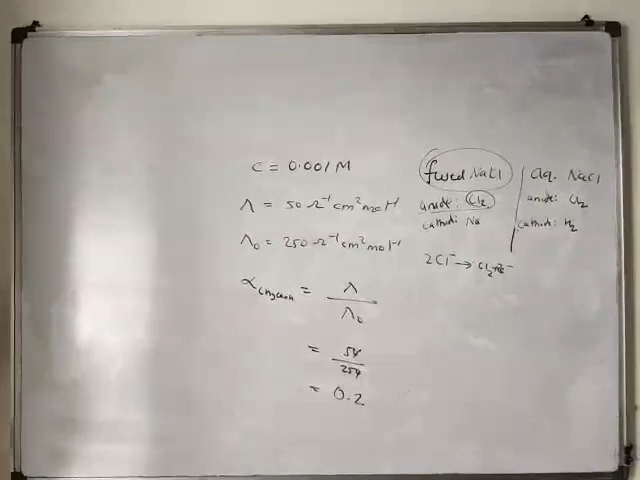 C = 0.001 M
Λ = 50 Ω⁻¹ cm² mol⁻¹
Λ₀ = 250 Ω⁻¹ cm² mol⁻¹
α CH₃COOH = Λ / Λ₀
= 50 / 250
= 0.2
fused NaCl
anode: Cl₂
cathode: Na
2Cl⁻ → Cl₂ + 2e⁻
aq. NaCl
anode: Cl₂
cathode: H₂